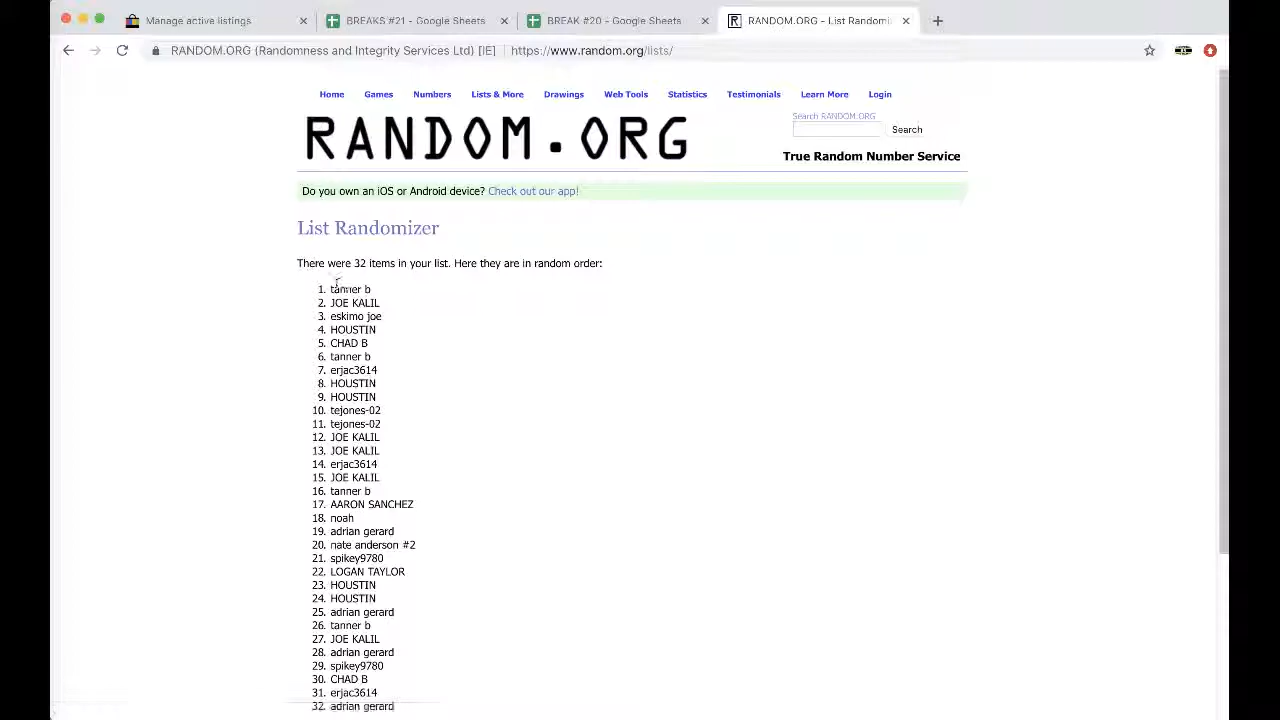 Manage active listings
BREAKS #21 - Google Sheets
BREAK #20 - Google Sheets
RANDOM.ORG - List Randomi
RANDOM.ORG (Randomness and Integrity Services Ltd) [IE] https://www.random.org/lists/
Home Games Numbers Lists & More Drawings Web Tools Statistics Testimonials Learn More Login
RANDOM.ORG
Search RANDOM.ORG
Search
True Random Number Service
Do you own an iOS or Android device? Check out our app!
List Randomizer
There were 32 items in your list. Here they are in random order:
1. tanner b
2. JOE KALIL
3. eskimo joe
4. HOUSTIN
5. CHAD B
6. tanner b
7. erjac3614
8. HOUSTIN
9. HOUSTIN
10. tejones-02
11. tejones-02
12. JOE KALIL
13. JOE KALIL
14. erjac3614
15. JOE KALIL
16. tanner b
17. AARON SANCHEZ
18. noah
19. adrian gerard
20. nate anderson #2
21. spikey9780
22. LOGAN TAYLOR
23. HOUSTIN
24. HOUSTIN
25. adrian gerard
26. tanner b
27. JOE KALIL
28. adrian gerard
29. spikey9780
30. CHAD B
31. erjac3614
32. adrian gerard